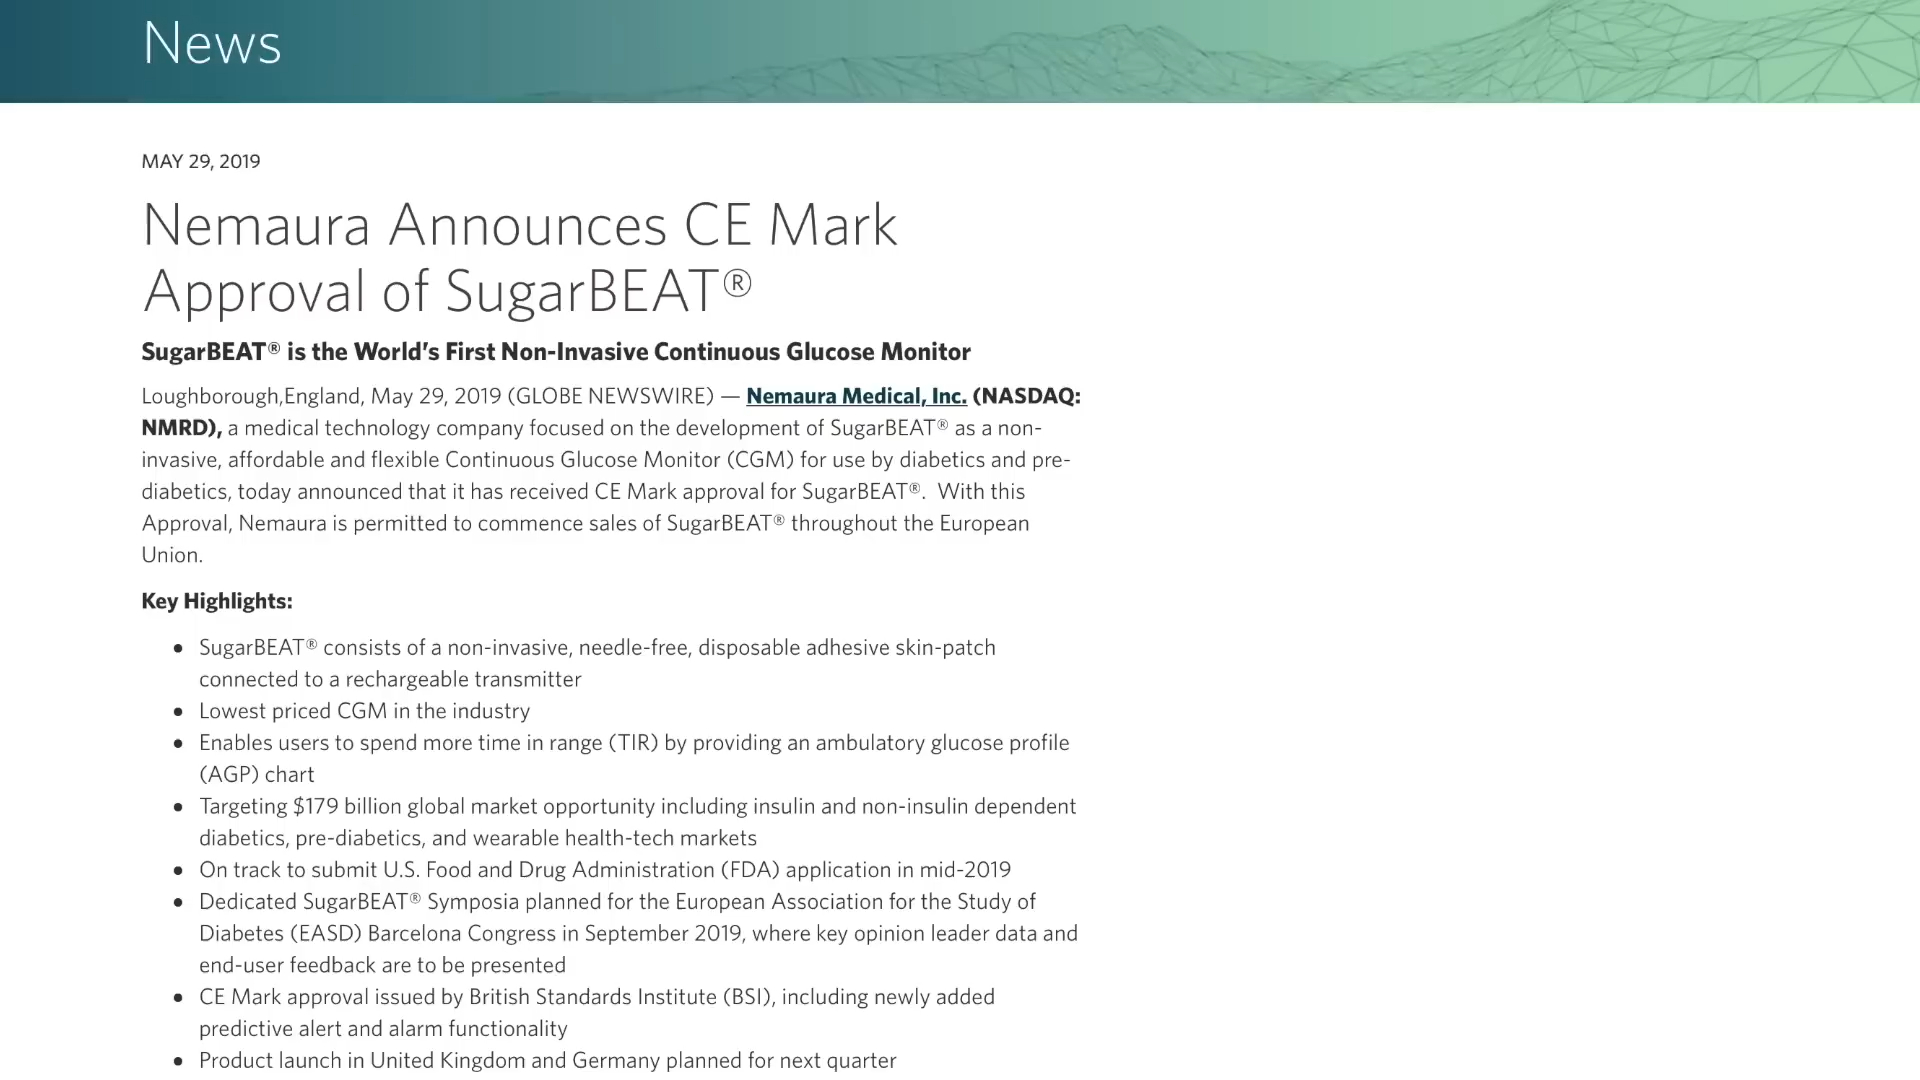 News
MAY 29, 2019
Nemaura Announces CE Mark
Approval of SugarBEAT®
SugarBEAT® is the World’s First Non-Invasive Continuous Glucose Monitor
Loughborough,England, May 29, 2019 (GLOBE NEWSWIRE) — Nemaura Medical, Inc. (NASDAQ:
NMRD), a medical technology company focused on the development of SugarBEAT® as a non-
invasive, affordable and flexible Continuous Glucose Monitor (CGM) for use by diabetics and pre-
diabetics, today announced that it has received CE Mark approval for SugarBEAT®.  With this
Approval, Nemaura is permitted to commence sales of SugarBEAT® throughout the European
Union.
Key Highlights:
• SugarBEAT® consists of a non-invasive, needle-free, disposable adhesive skin-patch
connected to a rechargeable transmitter
• Lowest priced CGM in the industry
• Enables users to spend more time in range (TIR) by providing an ambulatory glucose profile
(AGP) chart
• Targeting $179 billion global market opportunity including insulin and non-insulin dependent
diabetics, pre-diabetics, and wearable health-tech markets
• On track to submit U.S. Food and Drug Administration (FDA) application in mid-2019
• Dedicated SugarBEAT® Symposia planned for the European Association for the Study of
Diabetes (EASD) Barcelona Congress in September 2019, where key opinion leader data and
end-user feedback are to be presented
• CE Mark approval issued by British Standards Institute (BSI), including newly added
predictive alert and alarm functionality
• Product launch in United Kingdom and Germany planned for next quarter